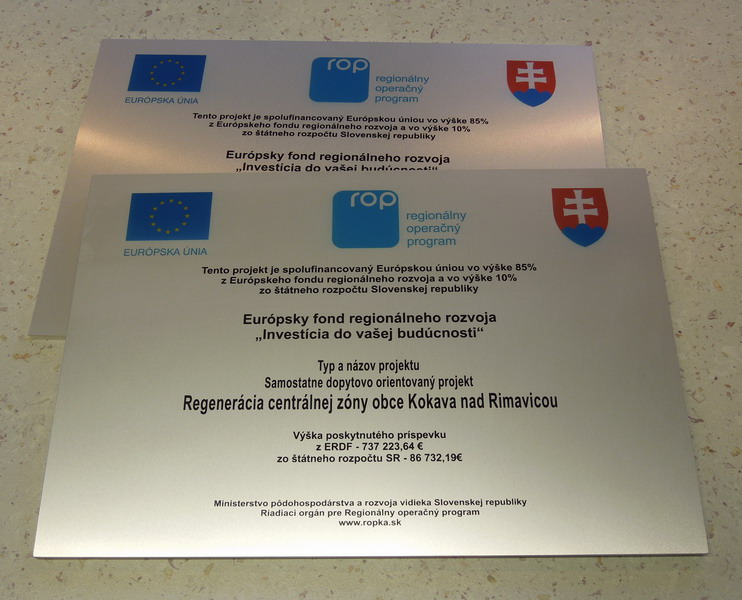 EURÓPSKA ÚNIA
rop
regionálny
operačný
program
Tento projekt je spolufinancovaný Európskou úniou vo výške 85%
z Európskeho fondu regionálneho rozvoja a vo výške 10%
zo štátneho rozpočtu Slovenskej republiky
Európsky fond regionálneho rozvoja
„Investícia do vašej budúcnosti“
EURÓPSKA ÚNIA
rop
regionálny
operačný
program
Tento projekt je spolufinancovaný Európskou úniou vo výške 85%
z Európskeho fondu regionálneho rozvoja a vo výške 10%
zo štátneho rozpočtu Slovenskej republiky
Európsky fond regionálneho rozvoja
„Investícia do vašej budúcnosti“
Typ a názov projektu
Samostatne dopytovo orientovaný projekt
Regenerácia centrálnej zóny obce Kokava nad Rimavicou
Výška poskytnutého príspevku
z ERDF - 737 223,64 €
zo štátneho rozpočtu SR - 86 732,19€
Ministerstvo pôdohospodárstva a rozvoja vidieka Slovenskej republiky
Riadiaci orgán pre Regionálny operačný program
www.ropka.sk